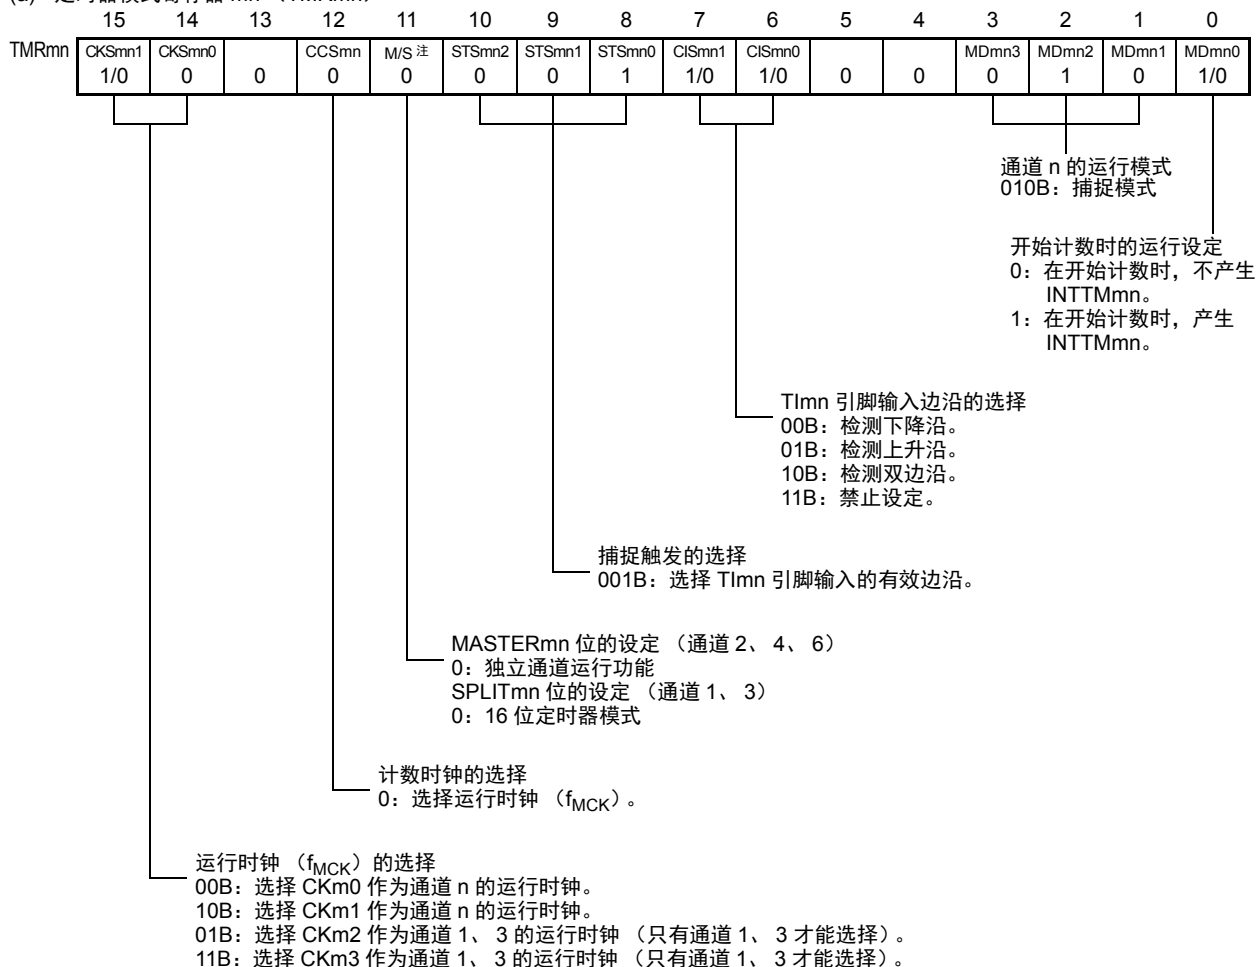 (a) 定时器模式寄存器 mn (TMRmn)
15 14 13 12 11 10 9 8 7 6 5 4 3 2 1 0
TMRmn CKSmn1 CKSmn0 CCSmn M/S 注 STSmn2 STSmn1 STSmn0 CISmn1 CISmn0 MDmn3 MDmn2 MDmn1 MDmn0
1/0 0 0 0 0 0 0 1 1/0 1/0 0 0 0 1 0 1/0
通道 n 的运行模式
010B：捕捉模式
开始计数时的运行设定
0：在开始计数时，不产生
INTTMmn。
1：在开始计数时，产生
INTTMmn。
TImn 引脚输入边沿的选择
00B：检测下降沿。
01B：检测上升沿。
10B：检测双边沿。
11B：禁止设定。
捕捉触发的选择
001B：选择 TImn 引脚输入的有效边沿。
MASTERmn 位的设定 （通道 2、 4、 6）
0：独立通道运行功能
SPLITmn 位的设定 （通道 1、 3）
0：16 位定时器模式
计数时钟的选择
0：选择运行时钟 （fMCK）。
运行时钟 （fMCK）的选择
00B：选择 CKm0 作为通道 n 的运行时钟。
10B：选择 CKm1 作为通道 n 的运行时钟。
01B：选择 CKm2 作为通道 1、 3 的运行时钟 （只有通道 1、 3 才能选择）。
11B：选择 CKm3 作为通道 1、 3 的运行时钟 （只有通道 1、 3 才能选择）。